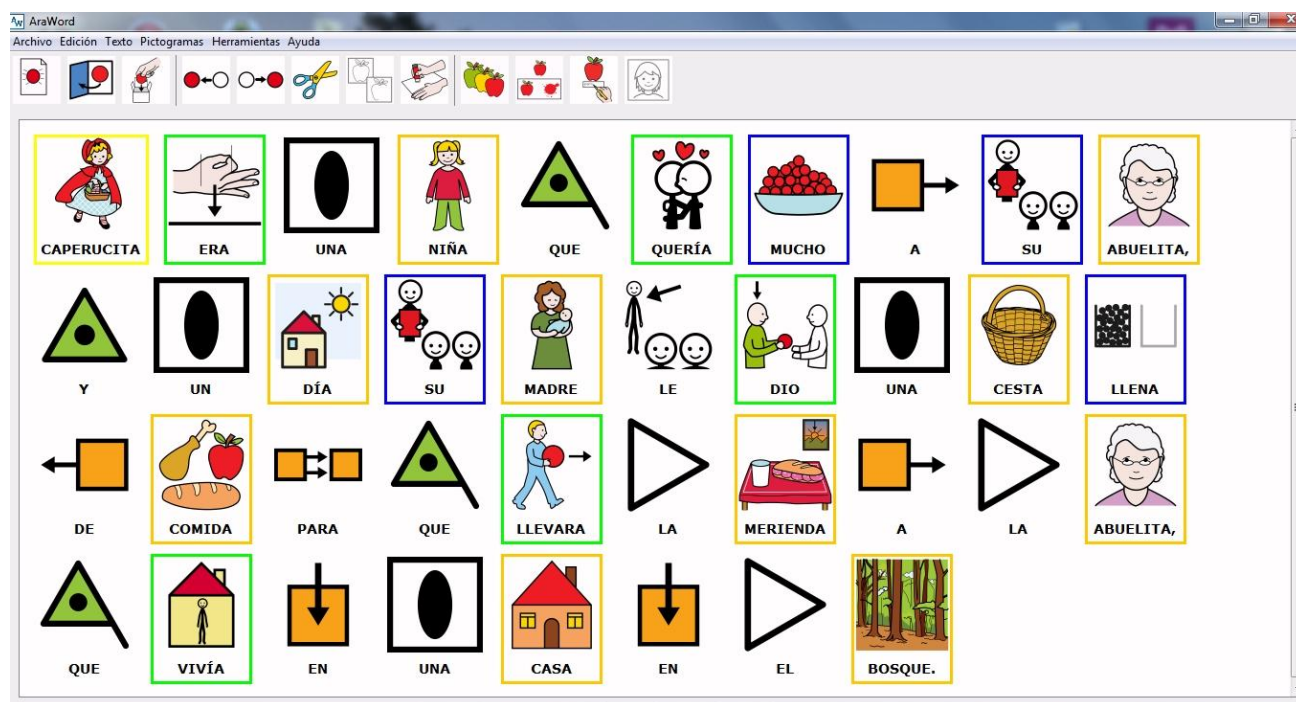 AraWord
Archivo Edición Texto Pictogramas Herramientas Ayuda
CAPERUCITA ERA UNA NIÑA QUE QUERÍA MUCHO A SU ABUELITA,
Y UN DÍA SU MADRE LE DIO UNA CESTA LLENA
DE COMIDA PARA QUE LLEVARA LA MERIENDA A LA ABUELITA,
QUE VIVÍA EN UNA CASA EN EL BOSQUE.